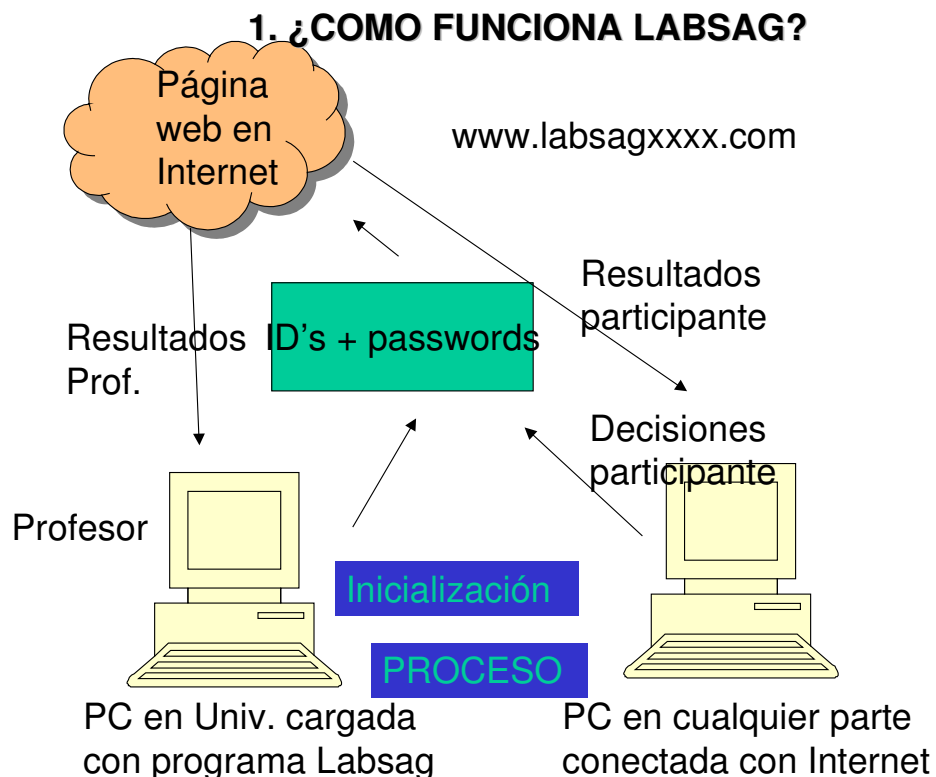 1. ¿COMO FUNCIONA LABSAG?
Página
web en
Internet
www.labsagxxxx.com
Resultados
participante
Resultados
Prof.
ID's + passwords
Decisiones
participante
Profesor
Inicialización
PROCESO
PC en Univ. cargada
con programa Labsag
PC en cualquier parte
conectada con Internet